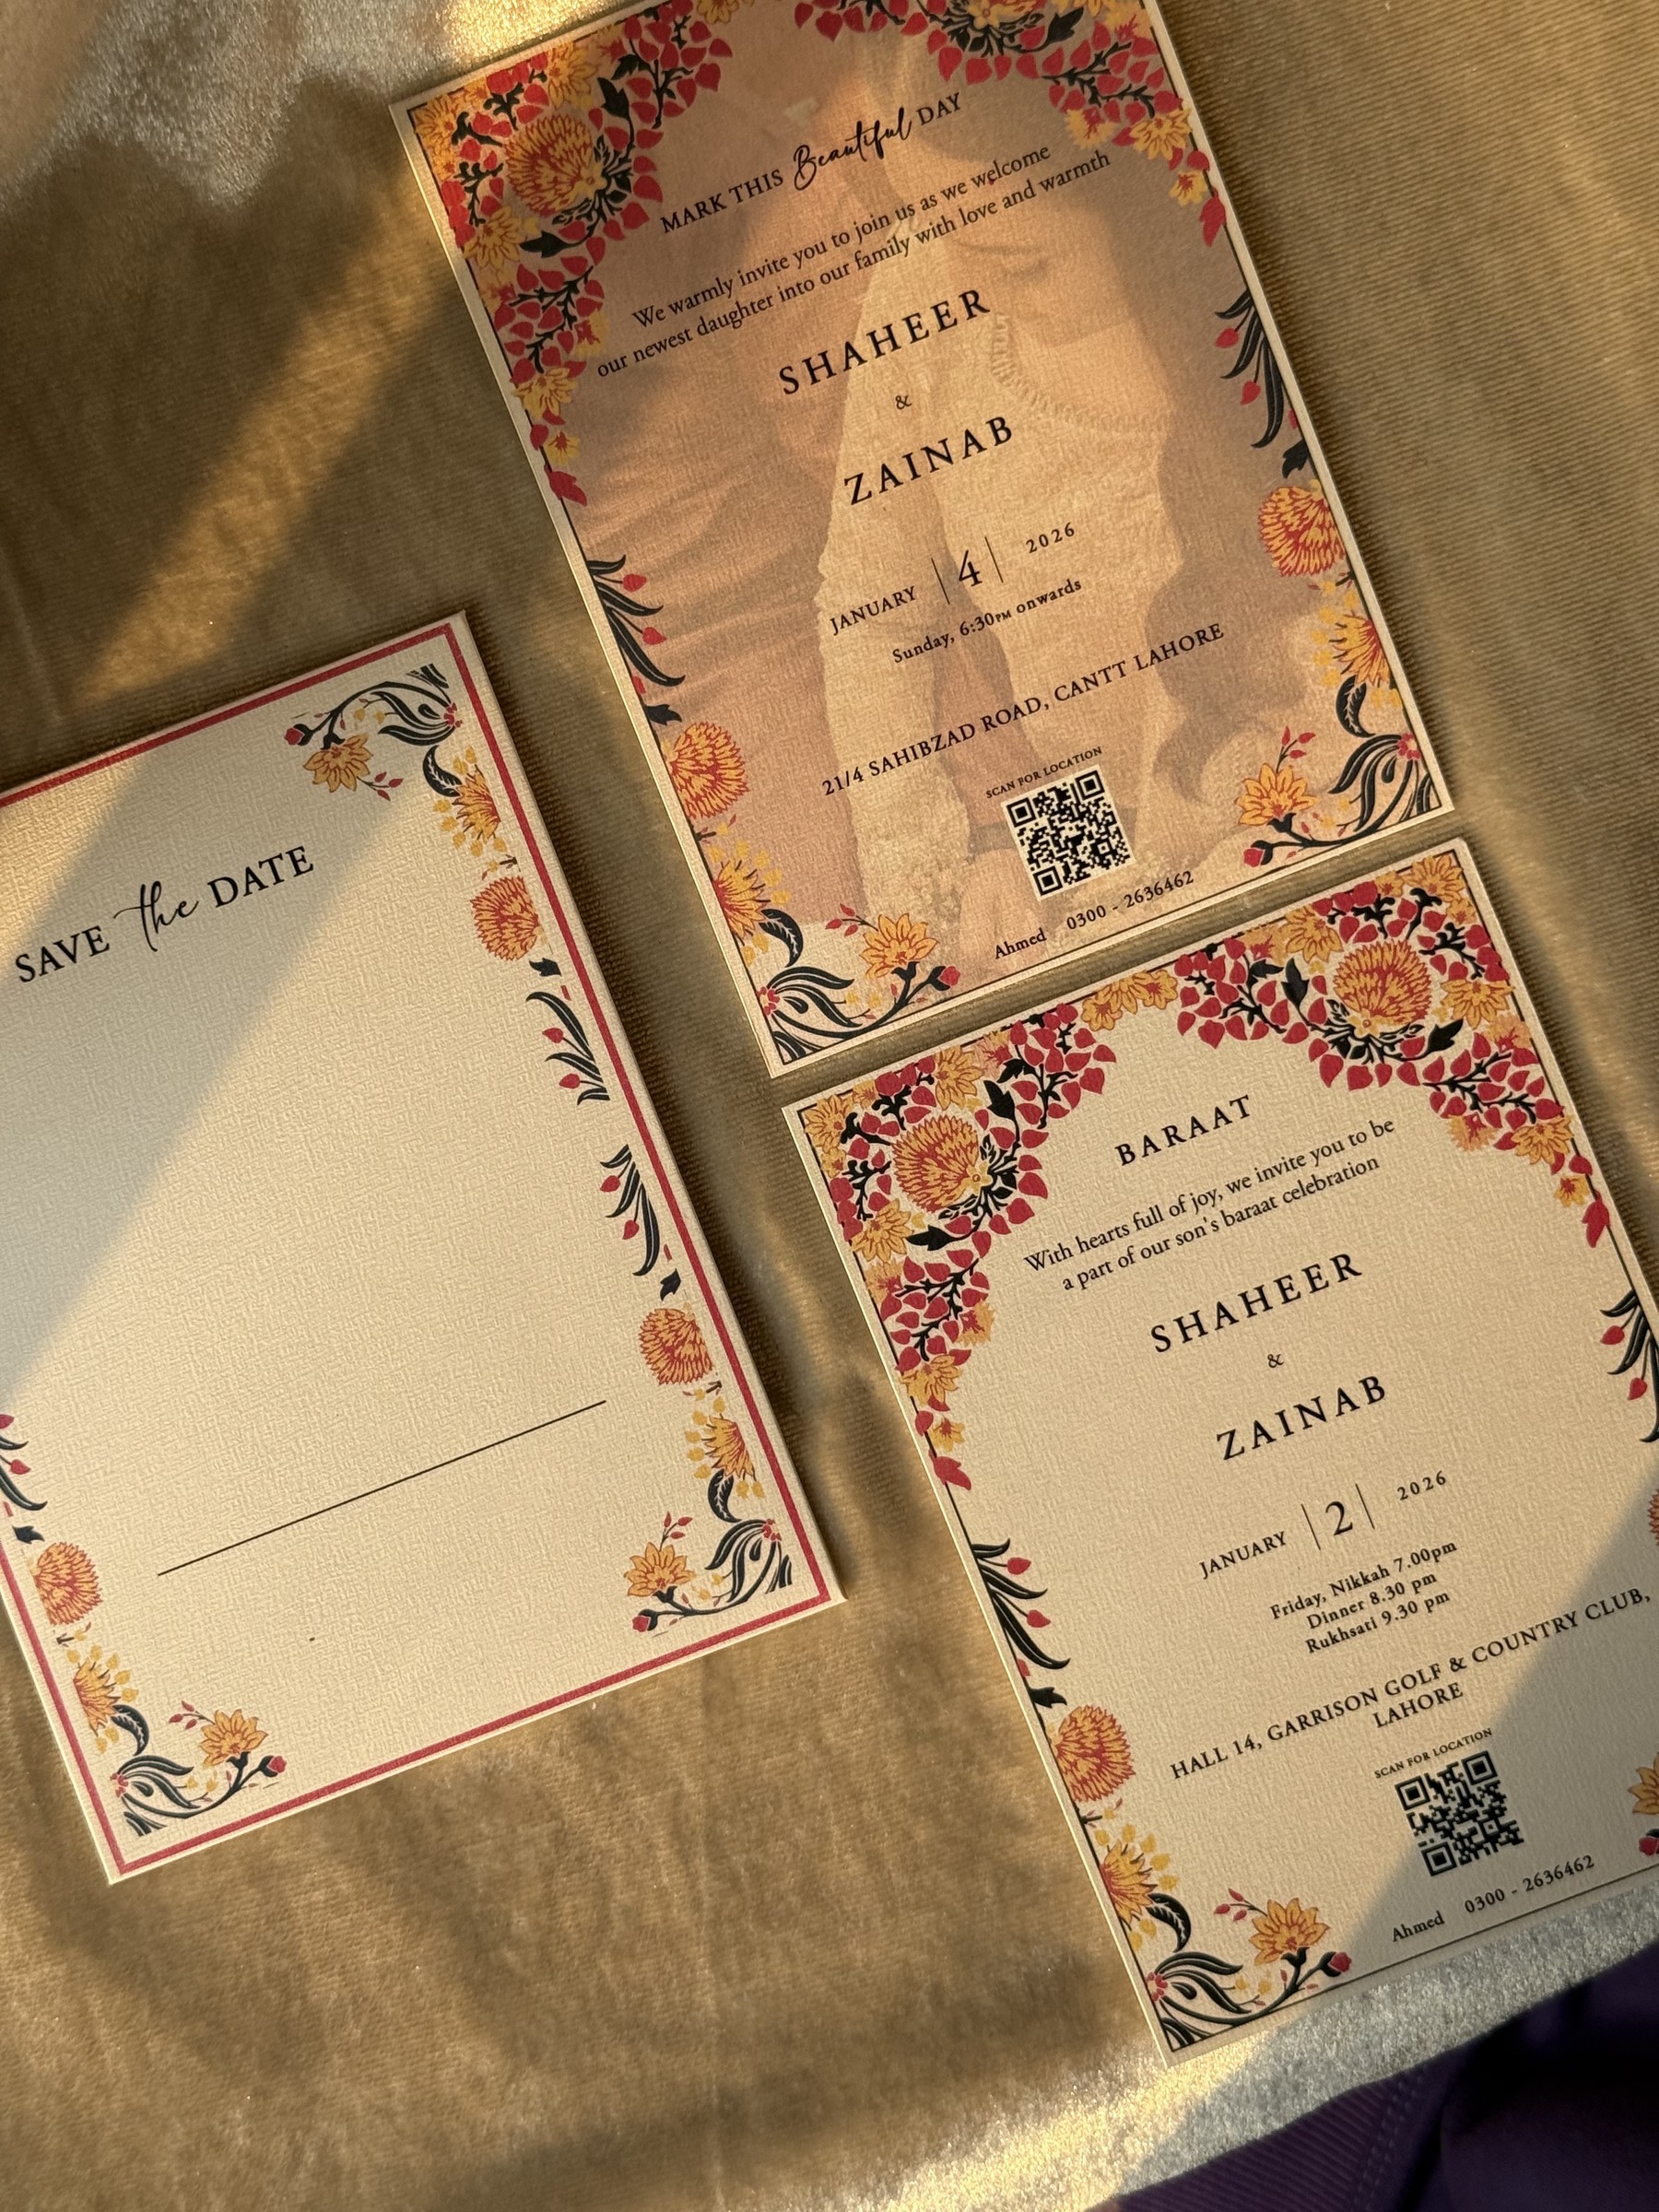 SAVE the DATE
MARK THIS Beautiful DAY
We warmly invite you to join us as we welcome
our newest daughter into our family with love and warmth
SHAHEER
&
ZAINAB
JANUARY | 4 | 2026
Sunday, 6:30PM onwards
21/4 SAHIBZAD ROAD, CANTT LAHORE
SCAN FOR LOCATION
Ahmed 0300 - 2636462
BARAAT
With hearts full of joy, we invite you to be
a part of our son's baraat celebration
SHAHEER
&
ZAINAB
JANUARY | 2 | 2026
Friday, Nikkah 7.00pm
Dinner 8.30 pm
Rukhsati 9.30 pm
HALL 14, GARRISON GOLF & COUNTRY CLUB,
LAHORE
SCAN FOR LOCATION
Ahmed 0300 - 2636462